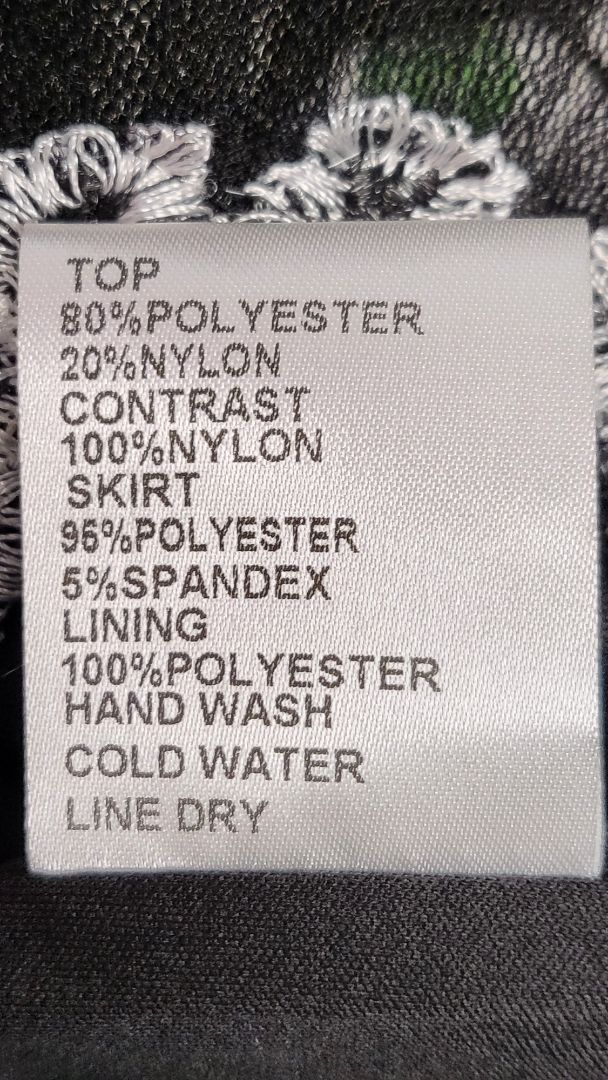 TOP
80%POLYESTER
20%NYLON
CONTRAST
100%NYLON
SKIRT
95%POLYESTER
5%SPANDEX
LINING
100%POLYESTER
HAND WASH
COLD WATER
LINE DRY